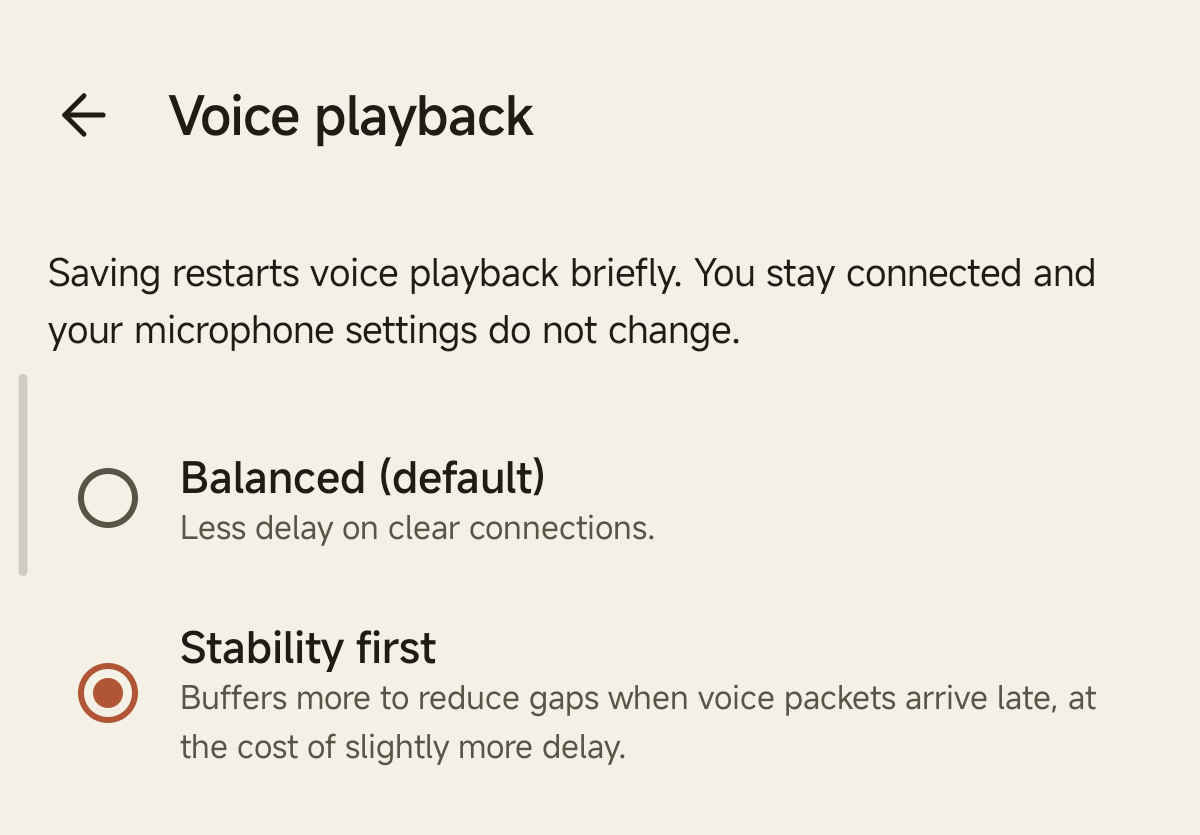 Voice playback
Saving restarts voice playback briefly. You stay connected and
your microphone settings do not change.
Balanced (default)
Less delay on clear connections.
Stability first
Buffers more to reduce gaps when voice packets arrive late, at
the cost of slightly more delay.